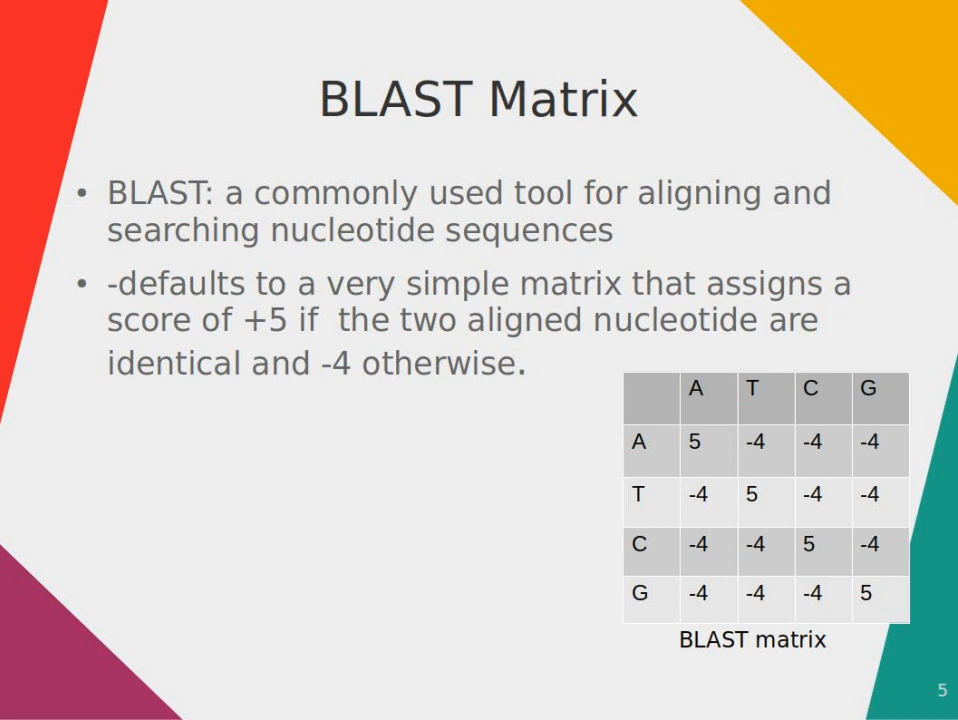 BLAST Matrix
• BLAST: a commonly used tool for aligning and
searching nucleotide sequences
• -defaults to a very simple matrix that assigns a
score of +5 if  the two aligned nucleotide are
identical and -4 otherwise.
A T C G
A 5 -4 -4 -4
T -4 5 -4 -4
C -4 -4 5 -4
G -4 -4 -4 5
BLAST matrix
5